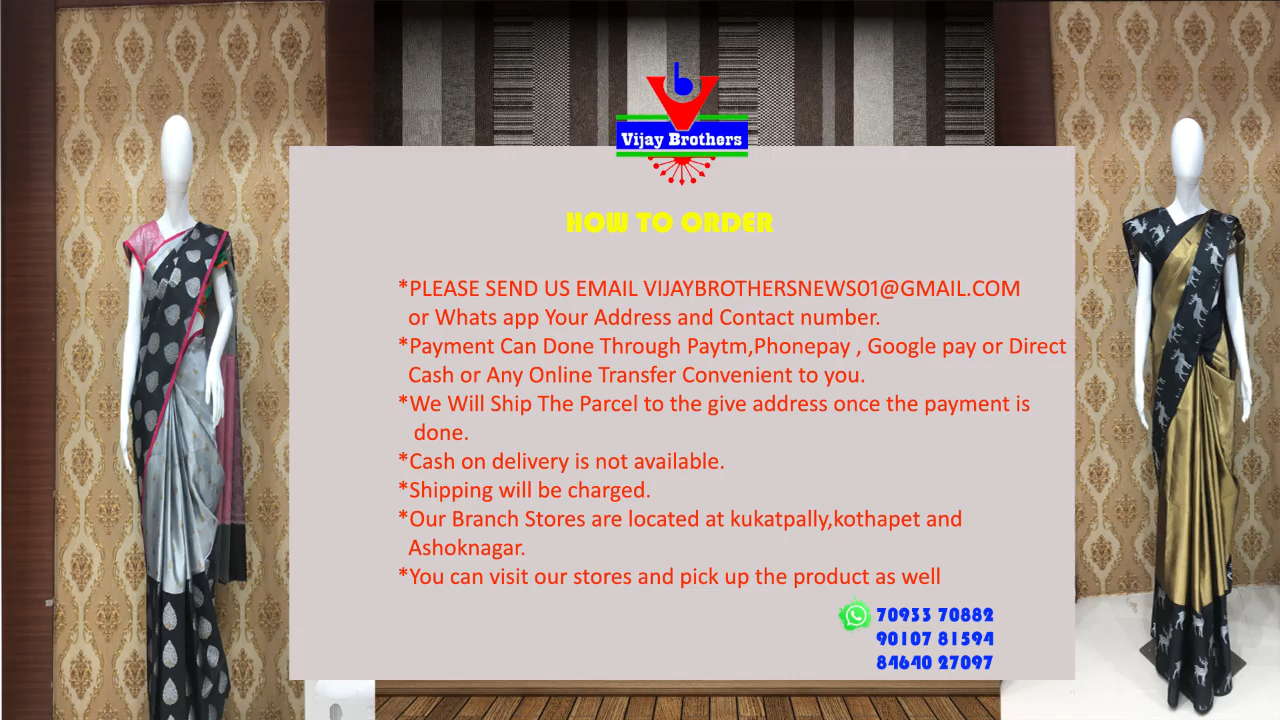 b
Vijay Brothers
HOW TO ORDER
*PLEASE SEND US EMAIL VIJAYBROTHERSNEWS01@GMAIL.COM
or Whats app Your Address and Contact number.
*Payment Can Done Through Paytm,Phonepay , Google pay or Direct
Cash or Any Online Transfer Convenient to you.
*We Will Ship The Parcel to the give address once the payment is
done.
*Cash on delivery is not available.
*Shipping will be charged.
*Our Branch Stores are located at kukatpally,kothapet and
Ashoknagar.
*You can visit our stores and pick up the product as well
70933 70882
90107 81594
84640 27097